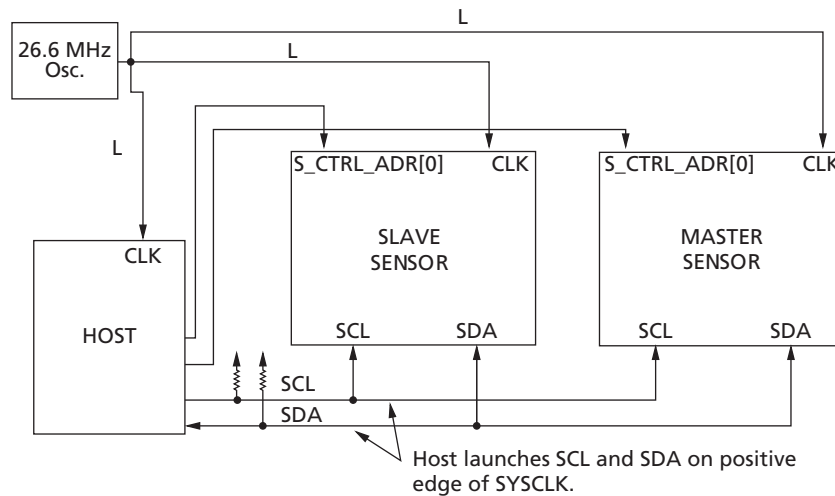 L
26.6 MHz
Osc.
L
L
S_CTRL_ADR[0] CLK
S_CTRL_ADR[0] CLK
SLAVE
SENSOR
MASTER
SENSOR
CLK
HOST
SCL SDA
SCL SDA
SCL
SDA
Host launches SCL and SDA on positive
edge of SYSCLK.